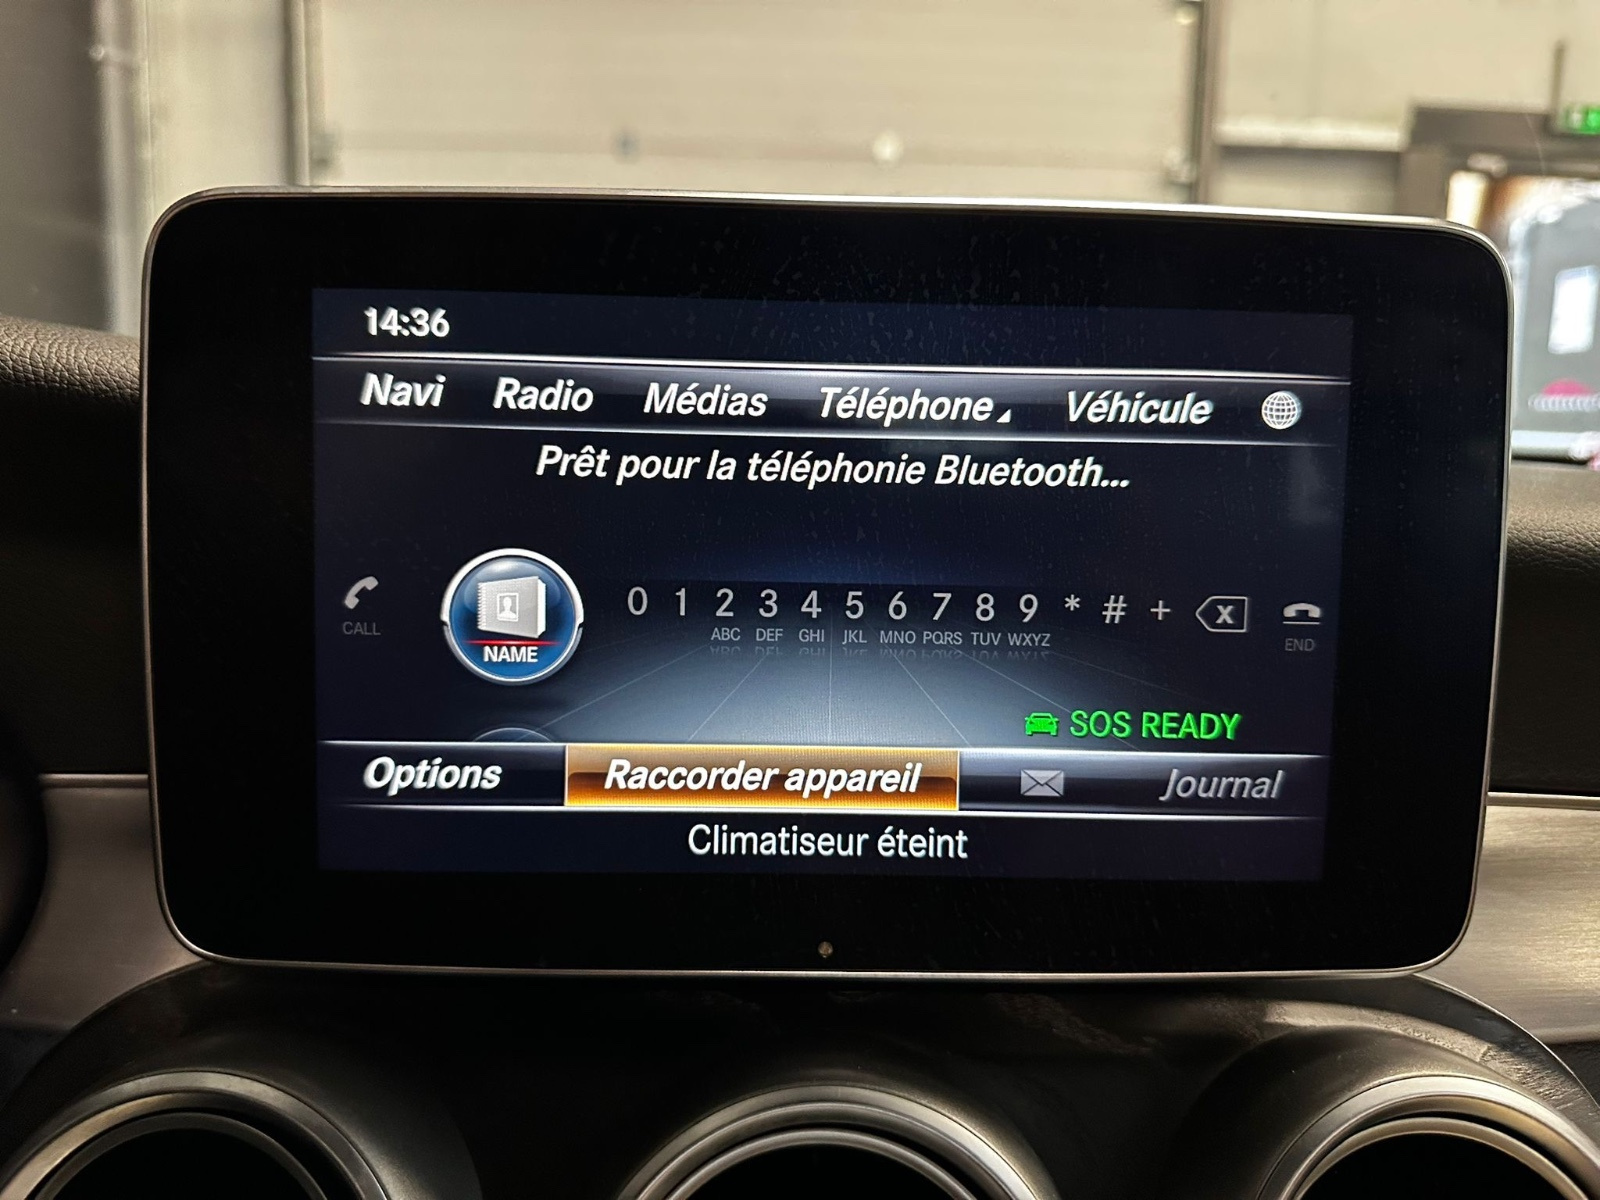 14:36
Navi Radio Médias Téléphone Véhicule
Prêt pour la téléphonie Bluetooth...
0 1 2 3 4 5 6 7 8 9 * # +
CALL NAME ABC DEF GHI JKL MNO PQRS TUV WXYZ END
SOS READY
Options Raccorder appareil Journal
Climatiseur éteint